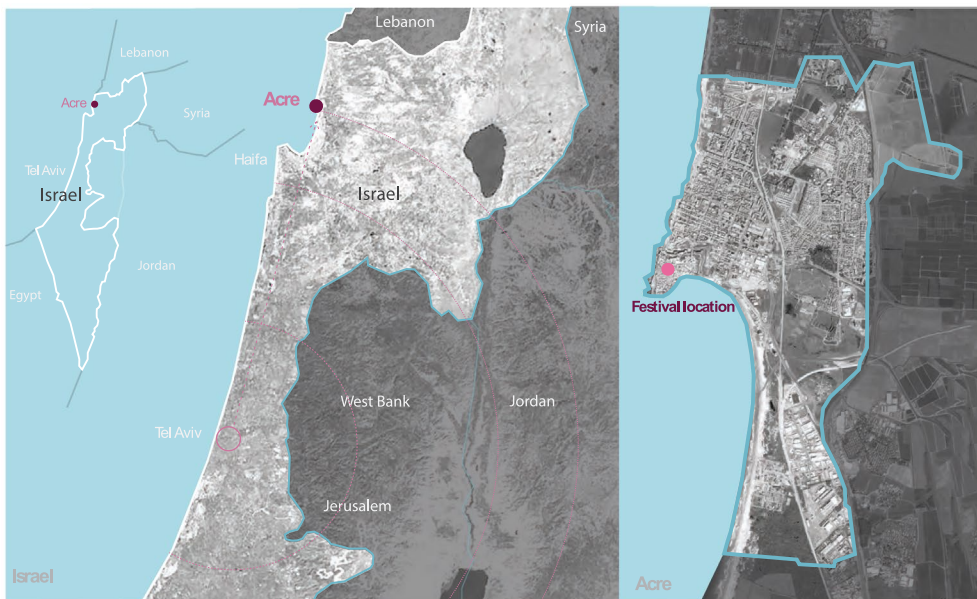 Lebanon
Acre
Syria
Tel Aviv
Israel
Jordan
Egypt
Israel
Lebanon
Syria
Acre
Haifa
Israel
West Bank
Jordan
Tel Aviv
Jerusalem
Festival location
Acre